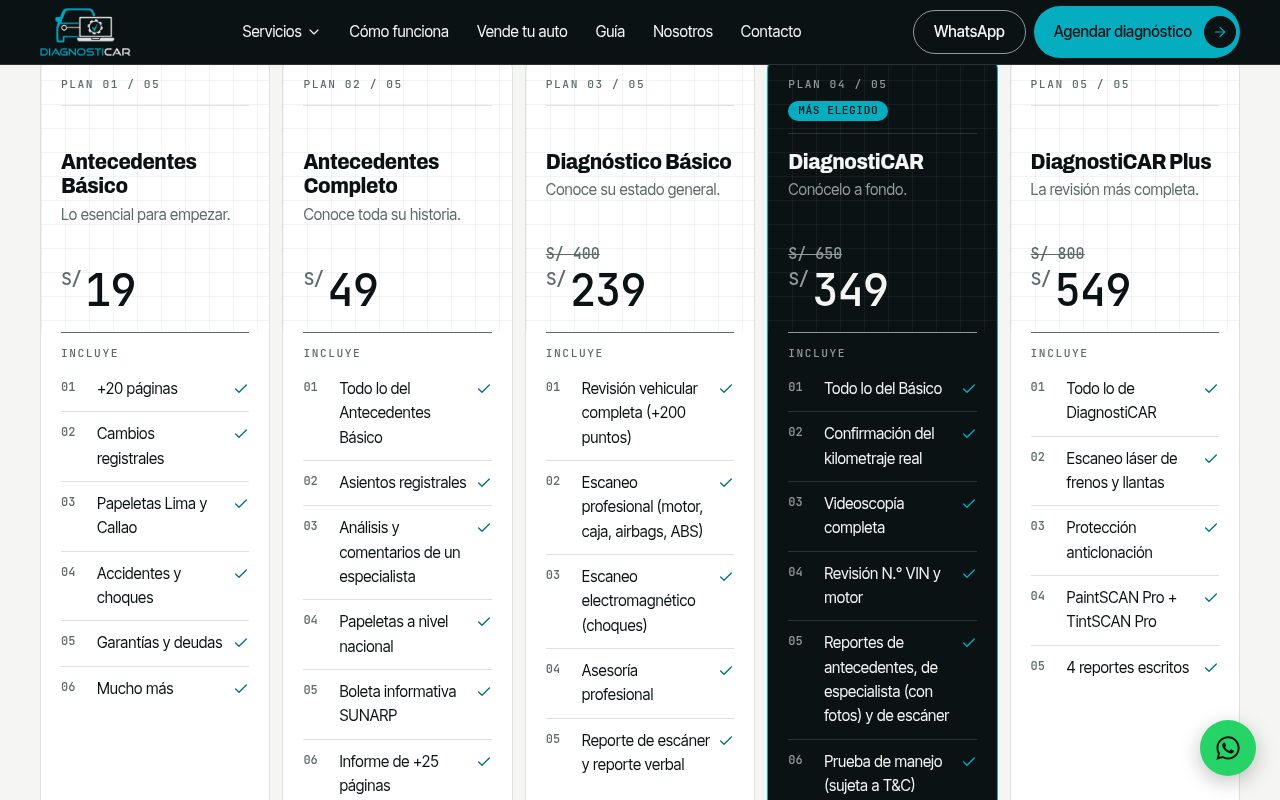 DIAGNOSTICAR
Servicios
Cómo funciona
Vende tu auto
Guía
Nosotros
Contacto
WhatsApp
Agendar diagnóstico
PLAN 01 / 05
Antecedentes
Básico
Lo esencial para empezar.
S/ 19
INCLUYE
01 +20 páginas
02 Cambios
registrales
03 Papeletas Lima y
Callao
04 Accidentes y
choques
05 Garantías y deudas
06 Mucho más
PLAN 02 / 05
Antecedentes
Completo
Conoce toda su historia.
S/ 49
INCLUYE
01 Todo lo del
Antecedentes
Básico
02 Asientos registrales
03 Análisis y
comentarios de un
especialista
04 Papeletas a nivel
nacional
05 Boleta informativa
SUNARP
06 Informe de +25
páginas
PLAN 03 / 05
Diagnóstico Básico
Conoce su estado general.
S/ 400
S/ 239
INCLUYE
01 Revisión vehicular
completa (+200
puntos)
02 Escaneo
profesional (motor,
caja, airbags, ABS)
03 Escaneo
electromagnético
(choques)
04 Asesoría
profesional
05 Reporte de escáner
y reporte verbal
PLAN 04 / 05
MÁS ELEGIDO
DiagnostiCAR
Conócelo a fondo.
S/ 650
S/ 349
INCLUYE
01 Todo lo del Básico
02 Confirmación del
kilometraje real
03 Videoscopía
completa
04 Revisión N.° VIN y
motor
05 Reportes de
antecedentes, de
especialista (con
fotos) y de escáner
06 Prueba de manejo
(sujeta a T&C)
PLAN 05 / 05
DiagnostiCAR Plus
La revisión más completa.
S/ 800
S/ 549
INCLUYE
01 Todo lo de
DiagnostiCAR
02 Escaneo láser de
frenos y llantas
03 Protección
anticlonación
04 PaintSCAN Pro +
TintSCAN Pro
05 4 reportes escritos